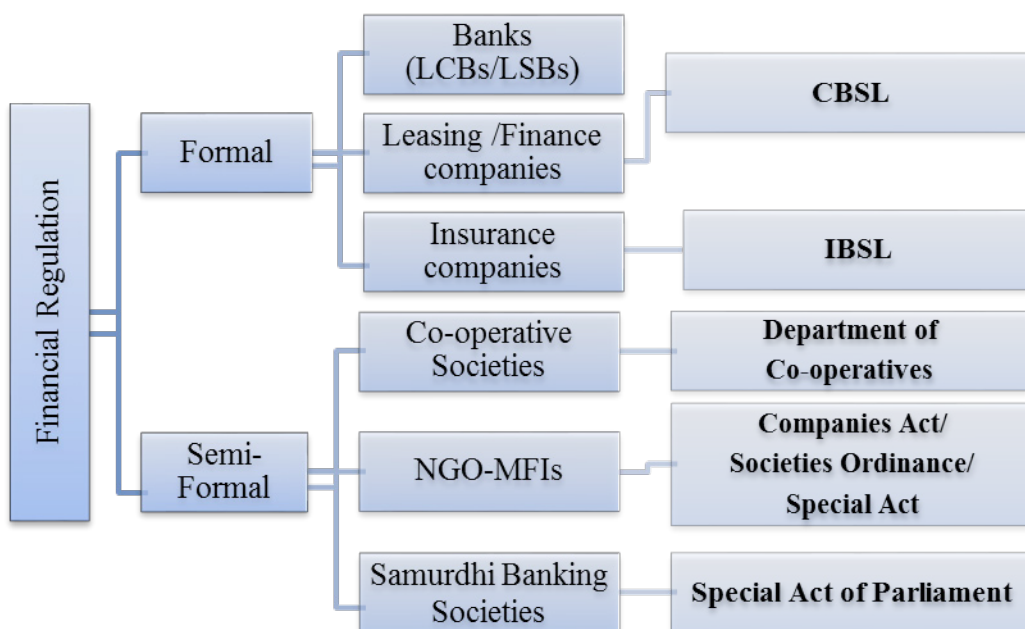 Financial Regulation
Formal
Banks
(LCBs/LSBs)
Leasing /Finance
companies
CBSL
Insurance
companies
IBSL
Semi-
Formal
Co-operative
Societies
Department of
Co-operatives
NGO-MFIs
Companies Act/
Societies Ordinance/
Special Act
Samurdhi Banking
Societies
Special Act of Parliament